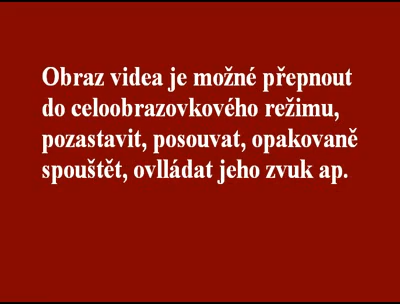 Obraz videa je možné přepnout
do celoobrazovkového režimu,
pozastavit, posouvat, opakovaně
spouštět, ovlládat jeho zvuk ap.